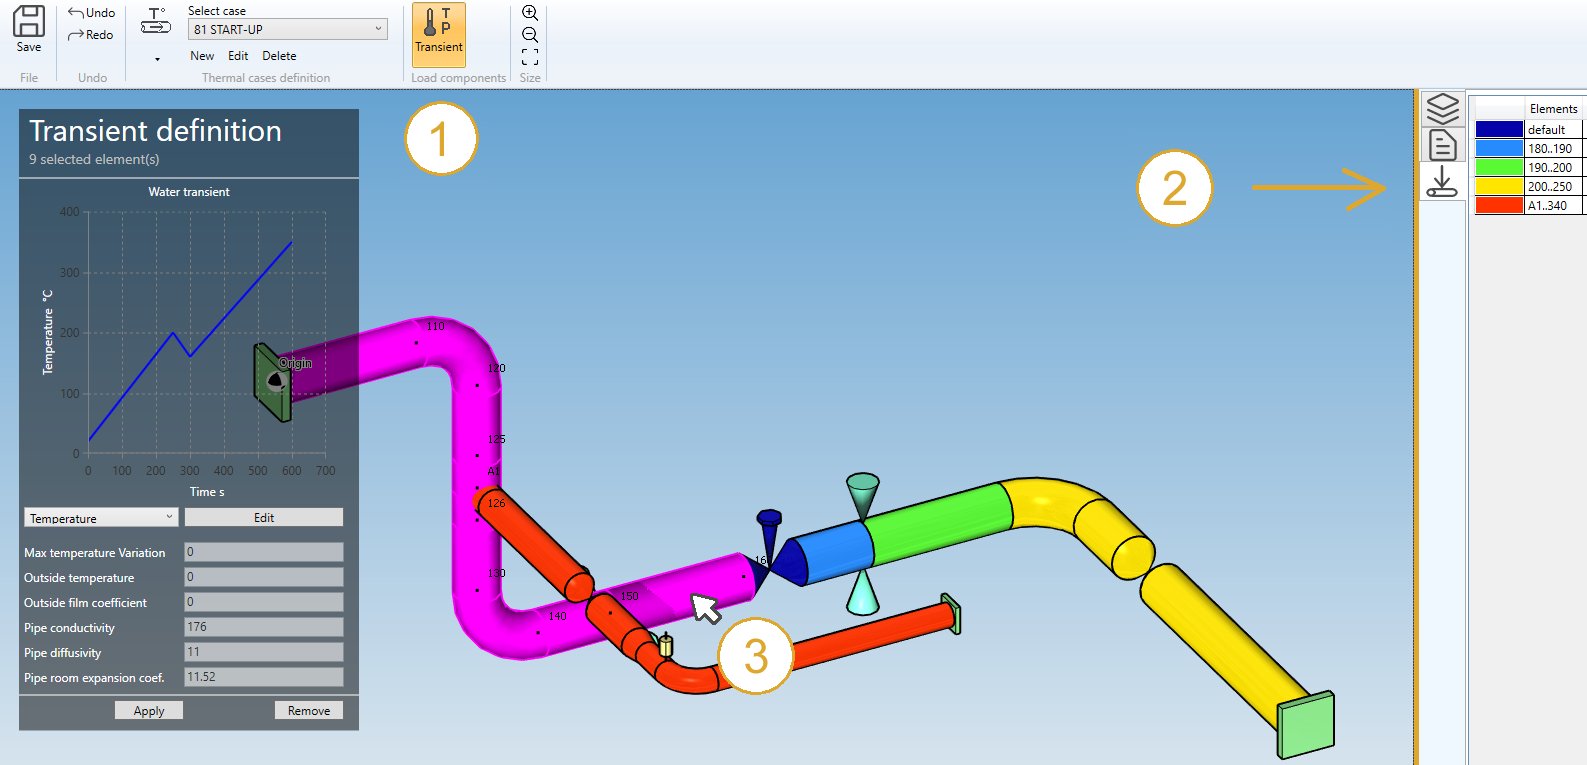 Save
File
Undo
Redo
Undo
T°
Select case
81 START-UP
New Edit Delete
Thermal cases definition
T
P
Transient
Load components
Size
Transient definition
9 selected element(s)
Water transient
400
300
200
100
0
Temperature °C
0 100 200 300 400 500 600 700
Time s
Temperature
Edit
Max temperature Variation 0
Outside temperature 0
Outside film coefficient 0
Pipe conductivity 176
Pipe diffusivity 11
Pipe room expansion coef. 11.52
Apply Remove
1
2
3
Origin
110
120
125
A1
126
130
140
150
Elements
default
180..190
190..200
200..250
A1..340